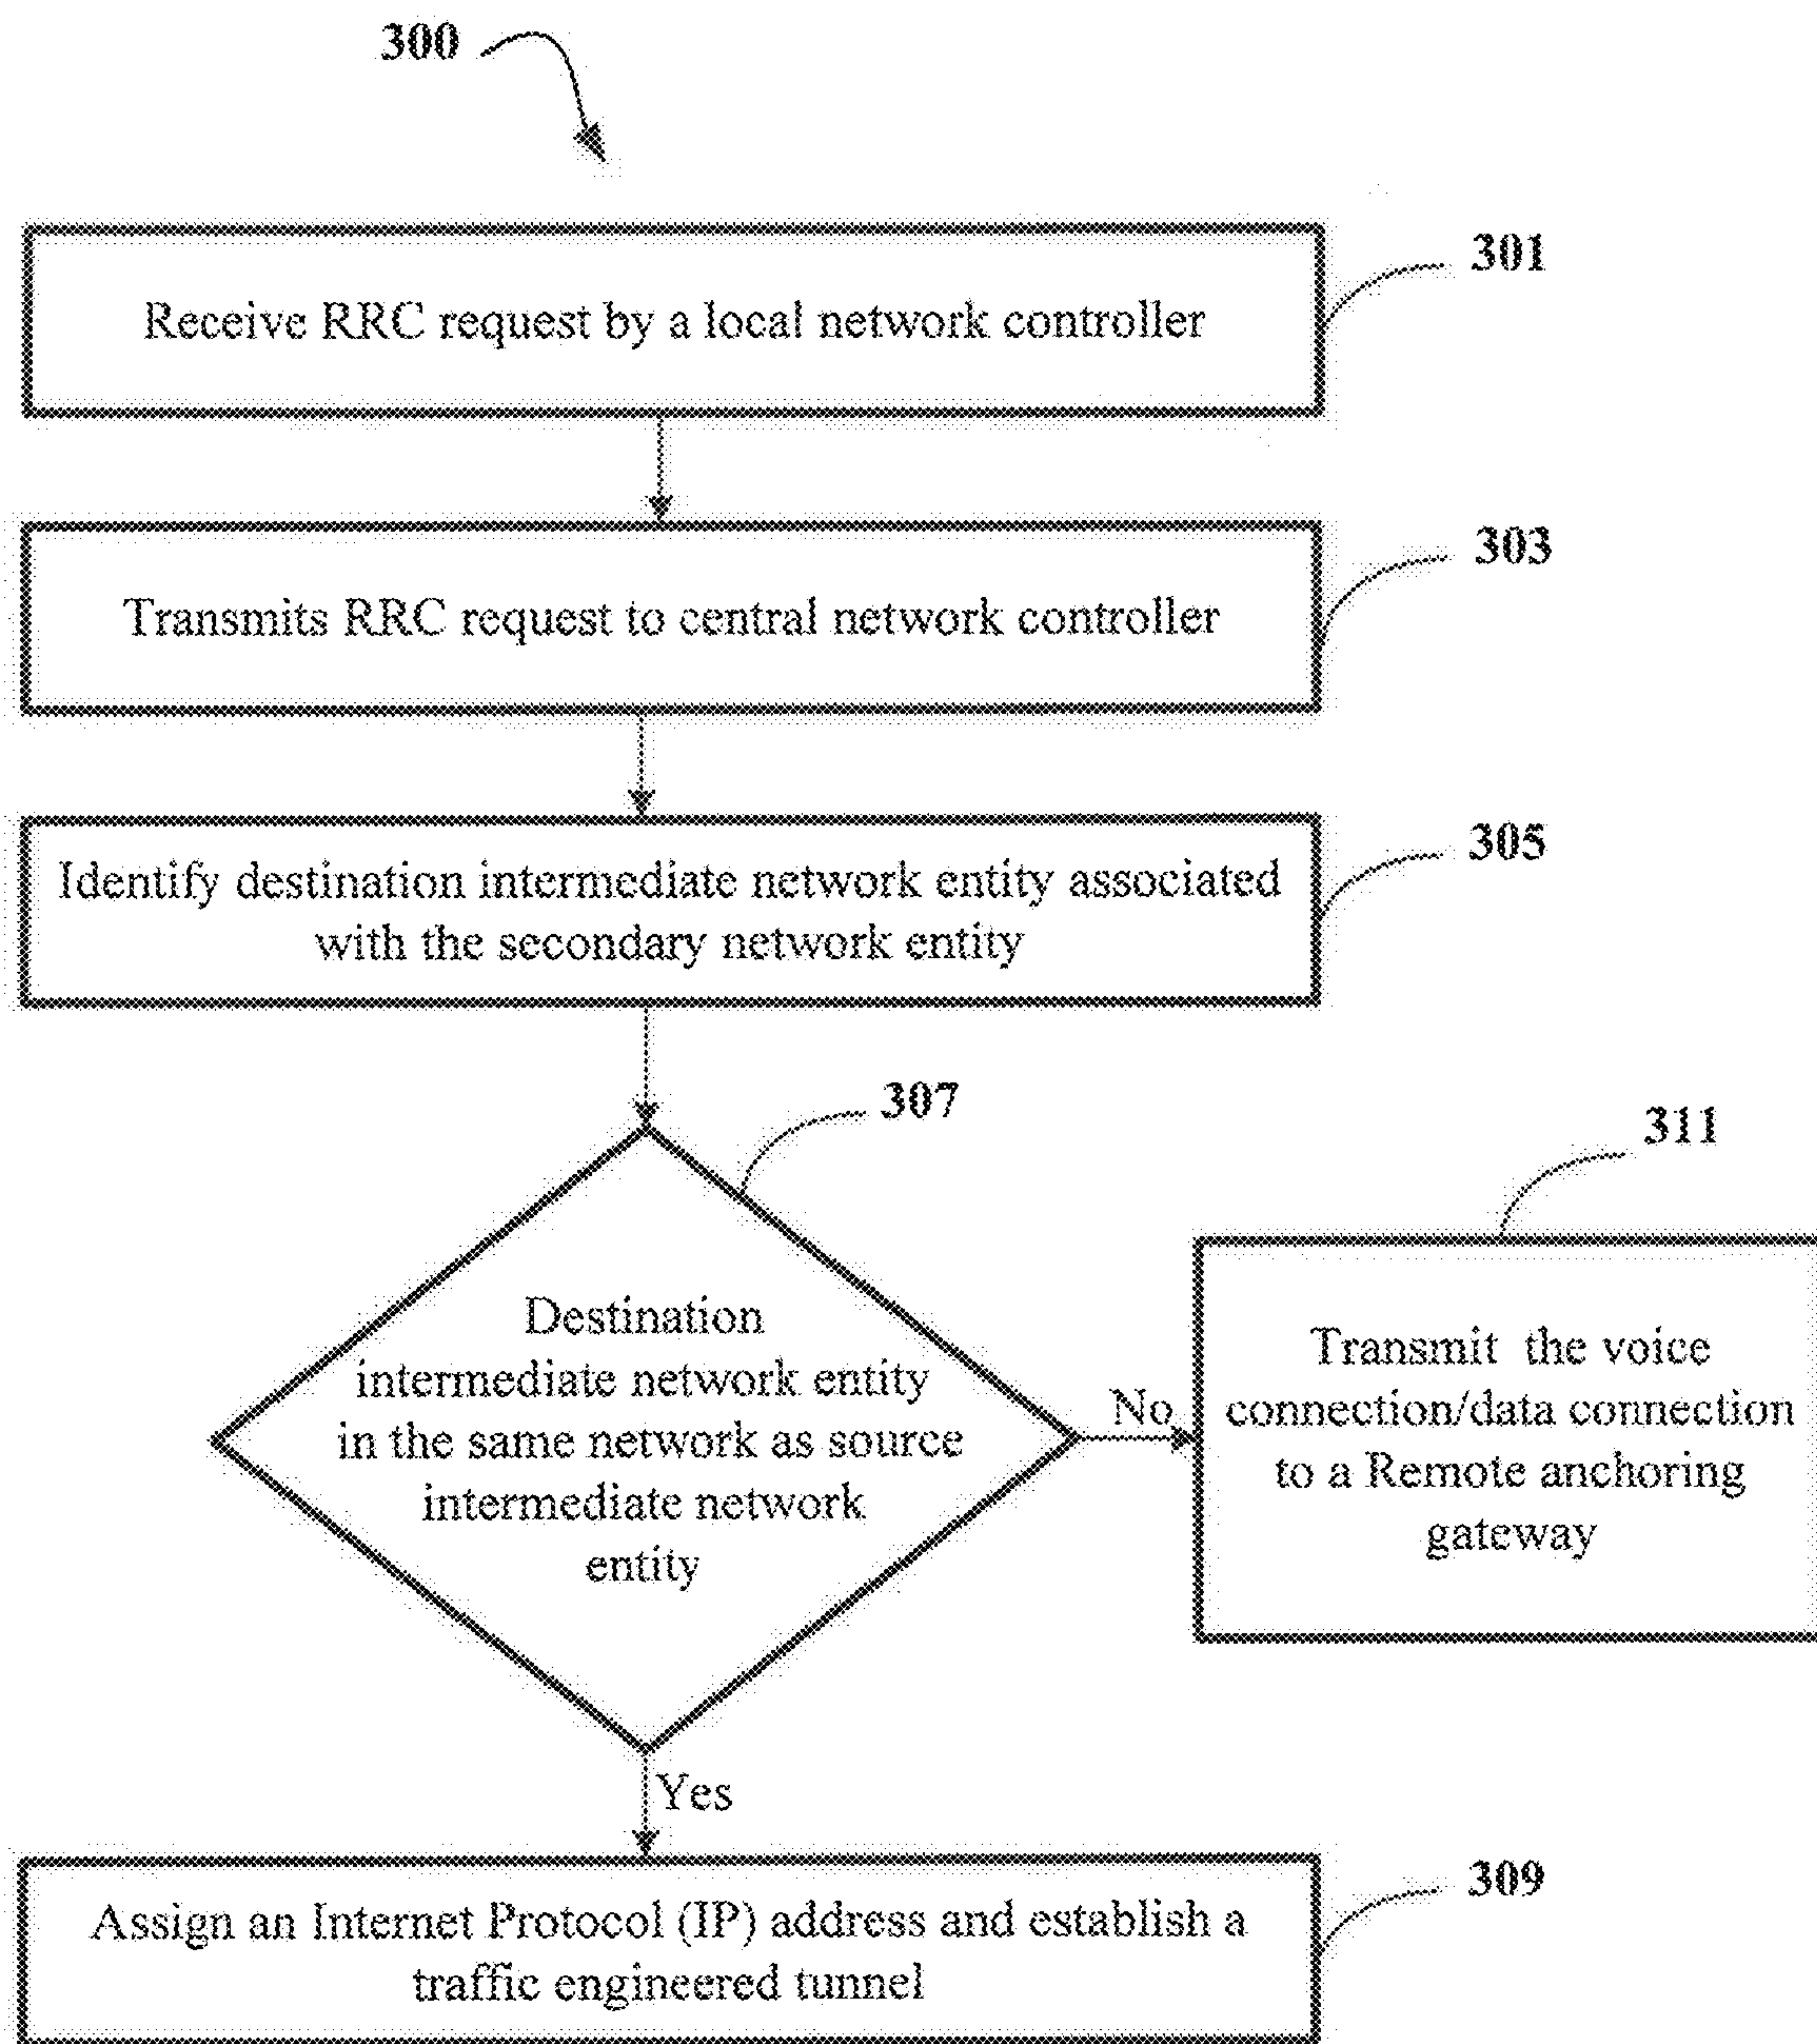 300
301
Receive RRC request by a local network controller
303
Transmits RRC request to central network controller
305
Identify destination intermediate network entity associated
with the secondary network entity
307
311
Destination
intermediate network entity
in the same network as source
intermediate network
entity
No
Transmit the voice
connection/data connection
to a Remote anchoring
gateway
Yes
309
Assign an Internet Protocol (IP) address and establish a
traffic engineered tunnel